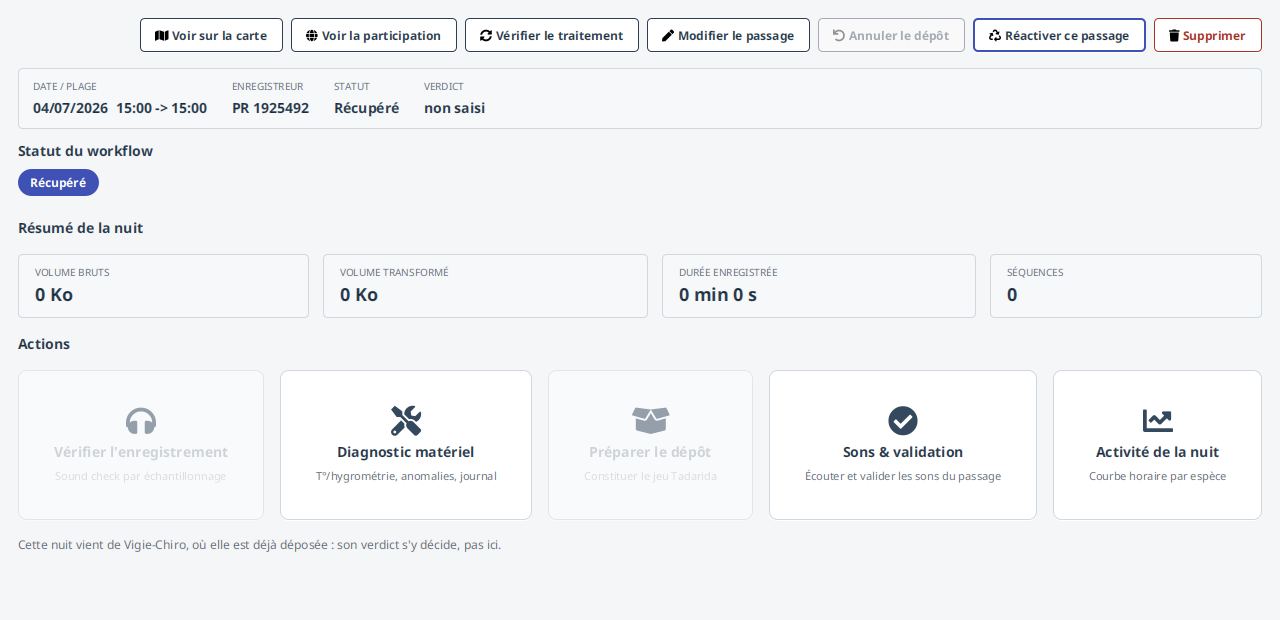 Voir sur la carte
Voir la participation
Vérifier le traitement
Modifier le passage
Annuler le dépôt
Réactiver ce passage
Supprimer
DATE / PLAGE
04/07/2026 15:00 -> 15:00
ENREGISTREUR
PR 1925492
STATUT
Récupéré
VERDICT
non saisi
Statut du workflow
Récupéré
Résumé de la nuit
VOLUME BRUTS
0 Ko
VOLUME TRANSFORMÉ
0 Ko
DURÉE ENREGISTRÉE
0 min 0 s
SÉQUENCES
0
Actions
Vérifier l'enregistrement
Sound check par échantillonnage
Diagnostic matériel
T°/hygrométrie, anomalies, journal
Préparer le dépôt
Constituer le jeu Tadarida
Sons & validation
Écouter et valider les sons du passage
Activité de la nuit
Courbe horaire par espèce
Cette nuit vient de Vigie-Chiro, où elle est déjà déposée : son verdict s'y décide, pas ici.